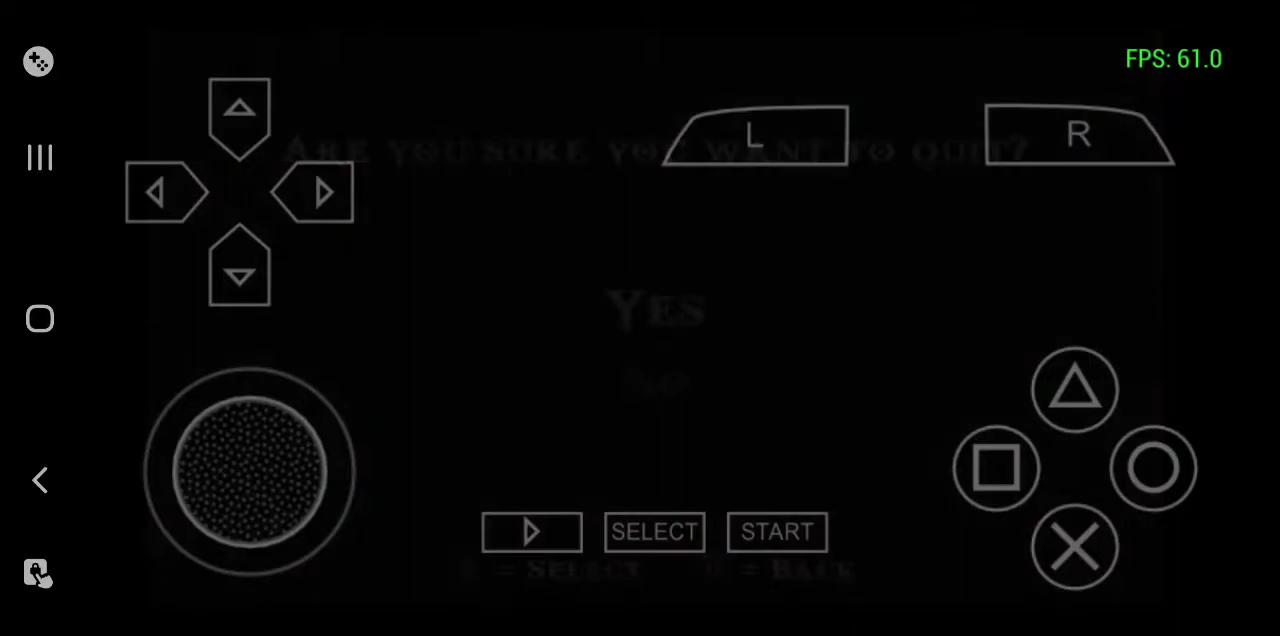 FPS: 61.0
L R
ARE YOU SURE YOU WANT TO QUIT?
YES
NO
SELECT START
= SELECT = BACK